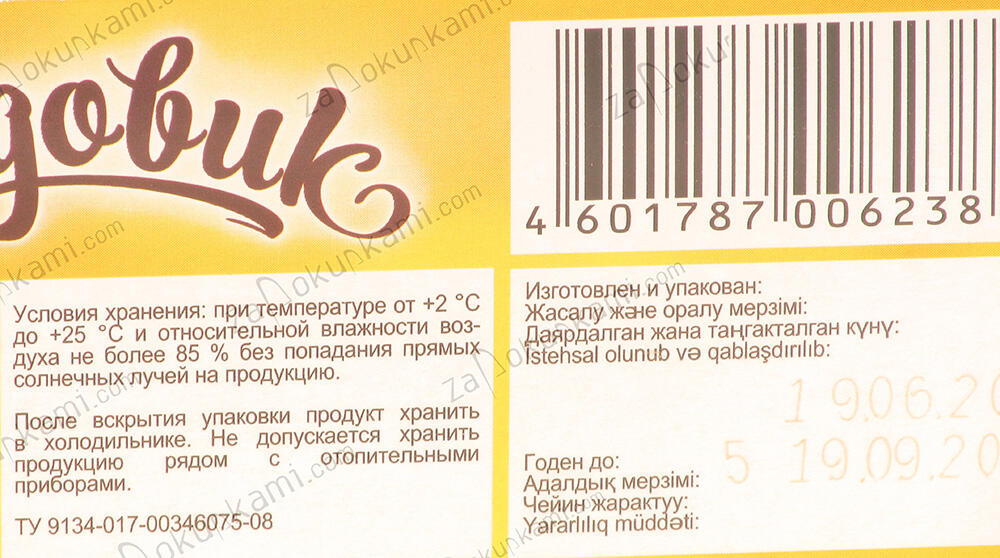 довик
4 601787 006238
Условия хранения: при температуре от +2 °C
до +25 °C и относительной влажности воз-
духа не более 85 % без попадания прямых
солнечных лучей на продукцию.
После вскрытия упаковки продукт хранить
в холодильнике. Не допускается хранить
продукцию рядом с отопительными
приборами.
ТУ 9134-017-00346075-08
Изготовлен и упакован:
Жасалу және оралу мерзімі:
Даярдалган жана таңгакталган күнү:
İstehsal olunub və qablaşdırılıb:
19.06.20
Годен до:
5 19.09.20
Адалдық мерзімі:
Чейин жарактуу:
Yararlılıq müddəti:
zaпokupkami.com